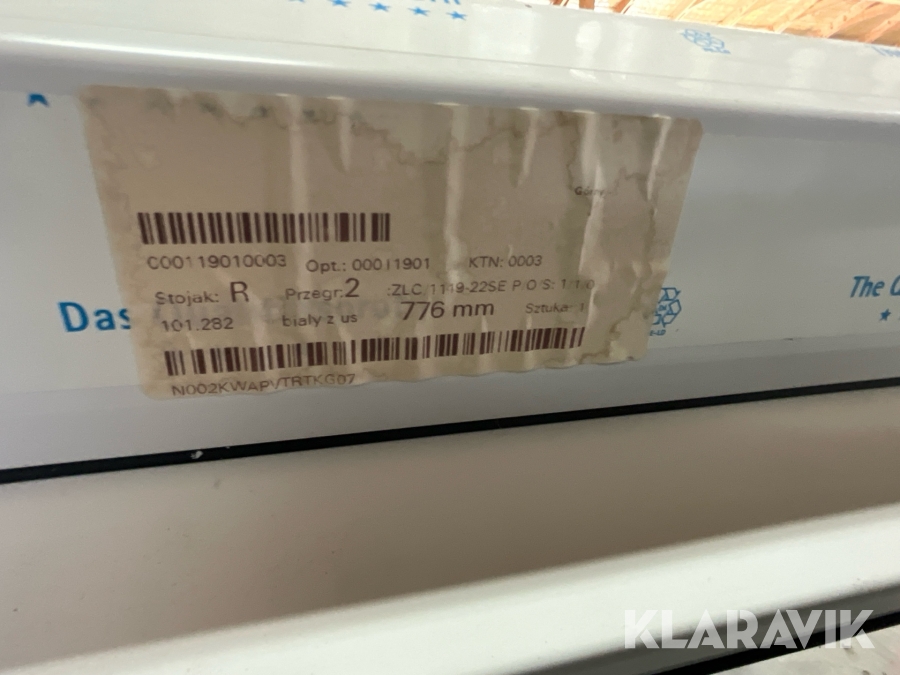 Górny
C00119010003 Opt.: 00011901 KTN: 0003
Stojak: R Przegr: 2 :ZLC/1119-22SE P/O/S: 1/1/0
101.282 biały z us 776 mm Sztuka: 1
N002KWAPVTRTKG07
Das
The
KLARAVIK